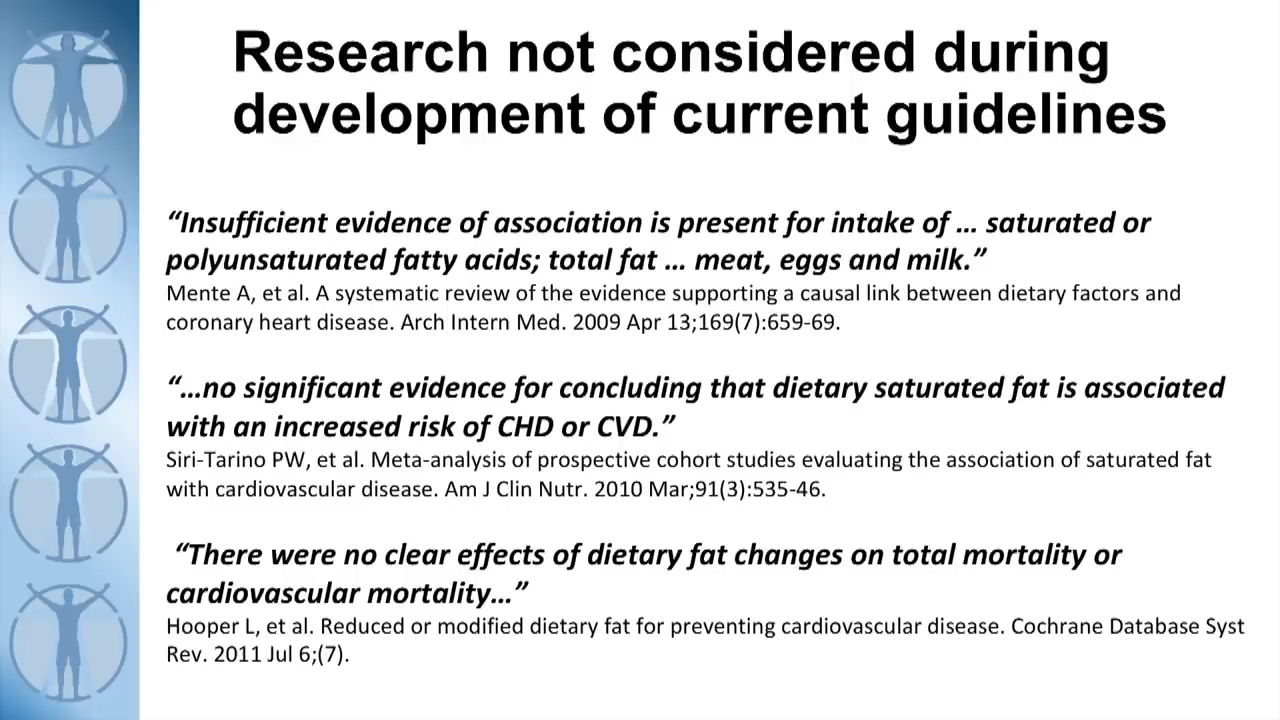 Research not considered during
development of current guidelines
“Insufficient evidence of association is present for intake of … saturated or
polyunsaturated fatty acids; total fat … meat, eggs and milk.”
Mente A, et al. A systematic review of the evidence supporting a causal link between dietary factors and
coronary heart disease. Arch Intern Med. 2009 Apr 13;169(7):659-69.
“…no significant evidence for concluding that dietary saturated fat is associated
with an increased risk of CHD or CVD.”
Siri-Tarino PW, et al. Meta-analysis of prospective cohort studies evaluating the association of saturated fat
with cardiovascular disease. Am J Clin Nutr. 2010 Mar;91(3):535-46.
“There were no clear effects of dietary fat changes on total mortality or
cardiovascular mortality…”
Hooper L, et al. Reduced or modified dietary fat for preventing cardiovascular disease. Cochrane Database Syst
Rev. 2011 Jul 6;(7).